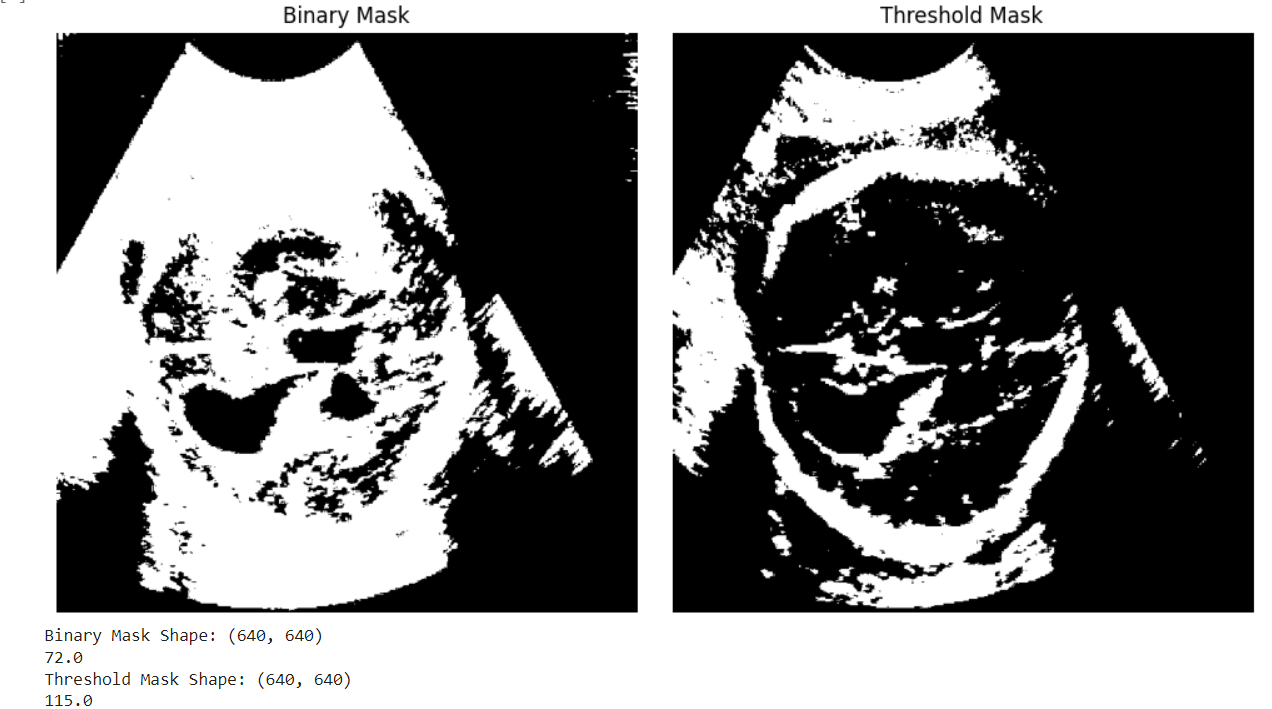 Binary Mask
Threshold Mask
Binary Mask Shape: (640, 640)
72.0
Threshold Mask Shape: (640, 640)
115.0